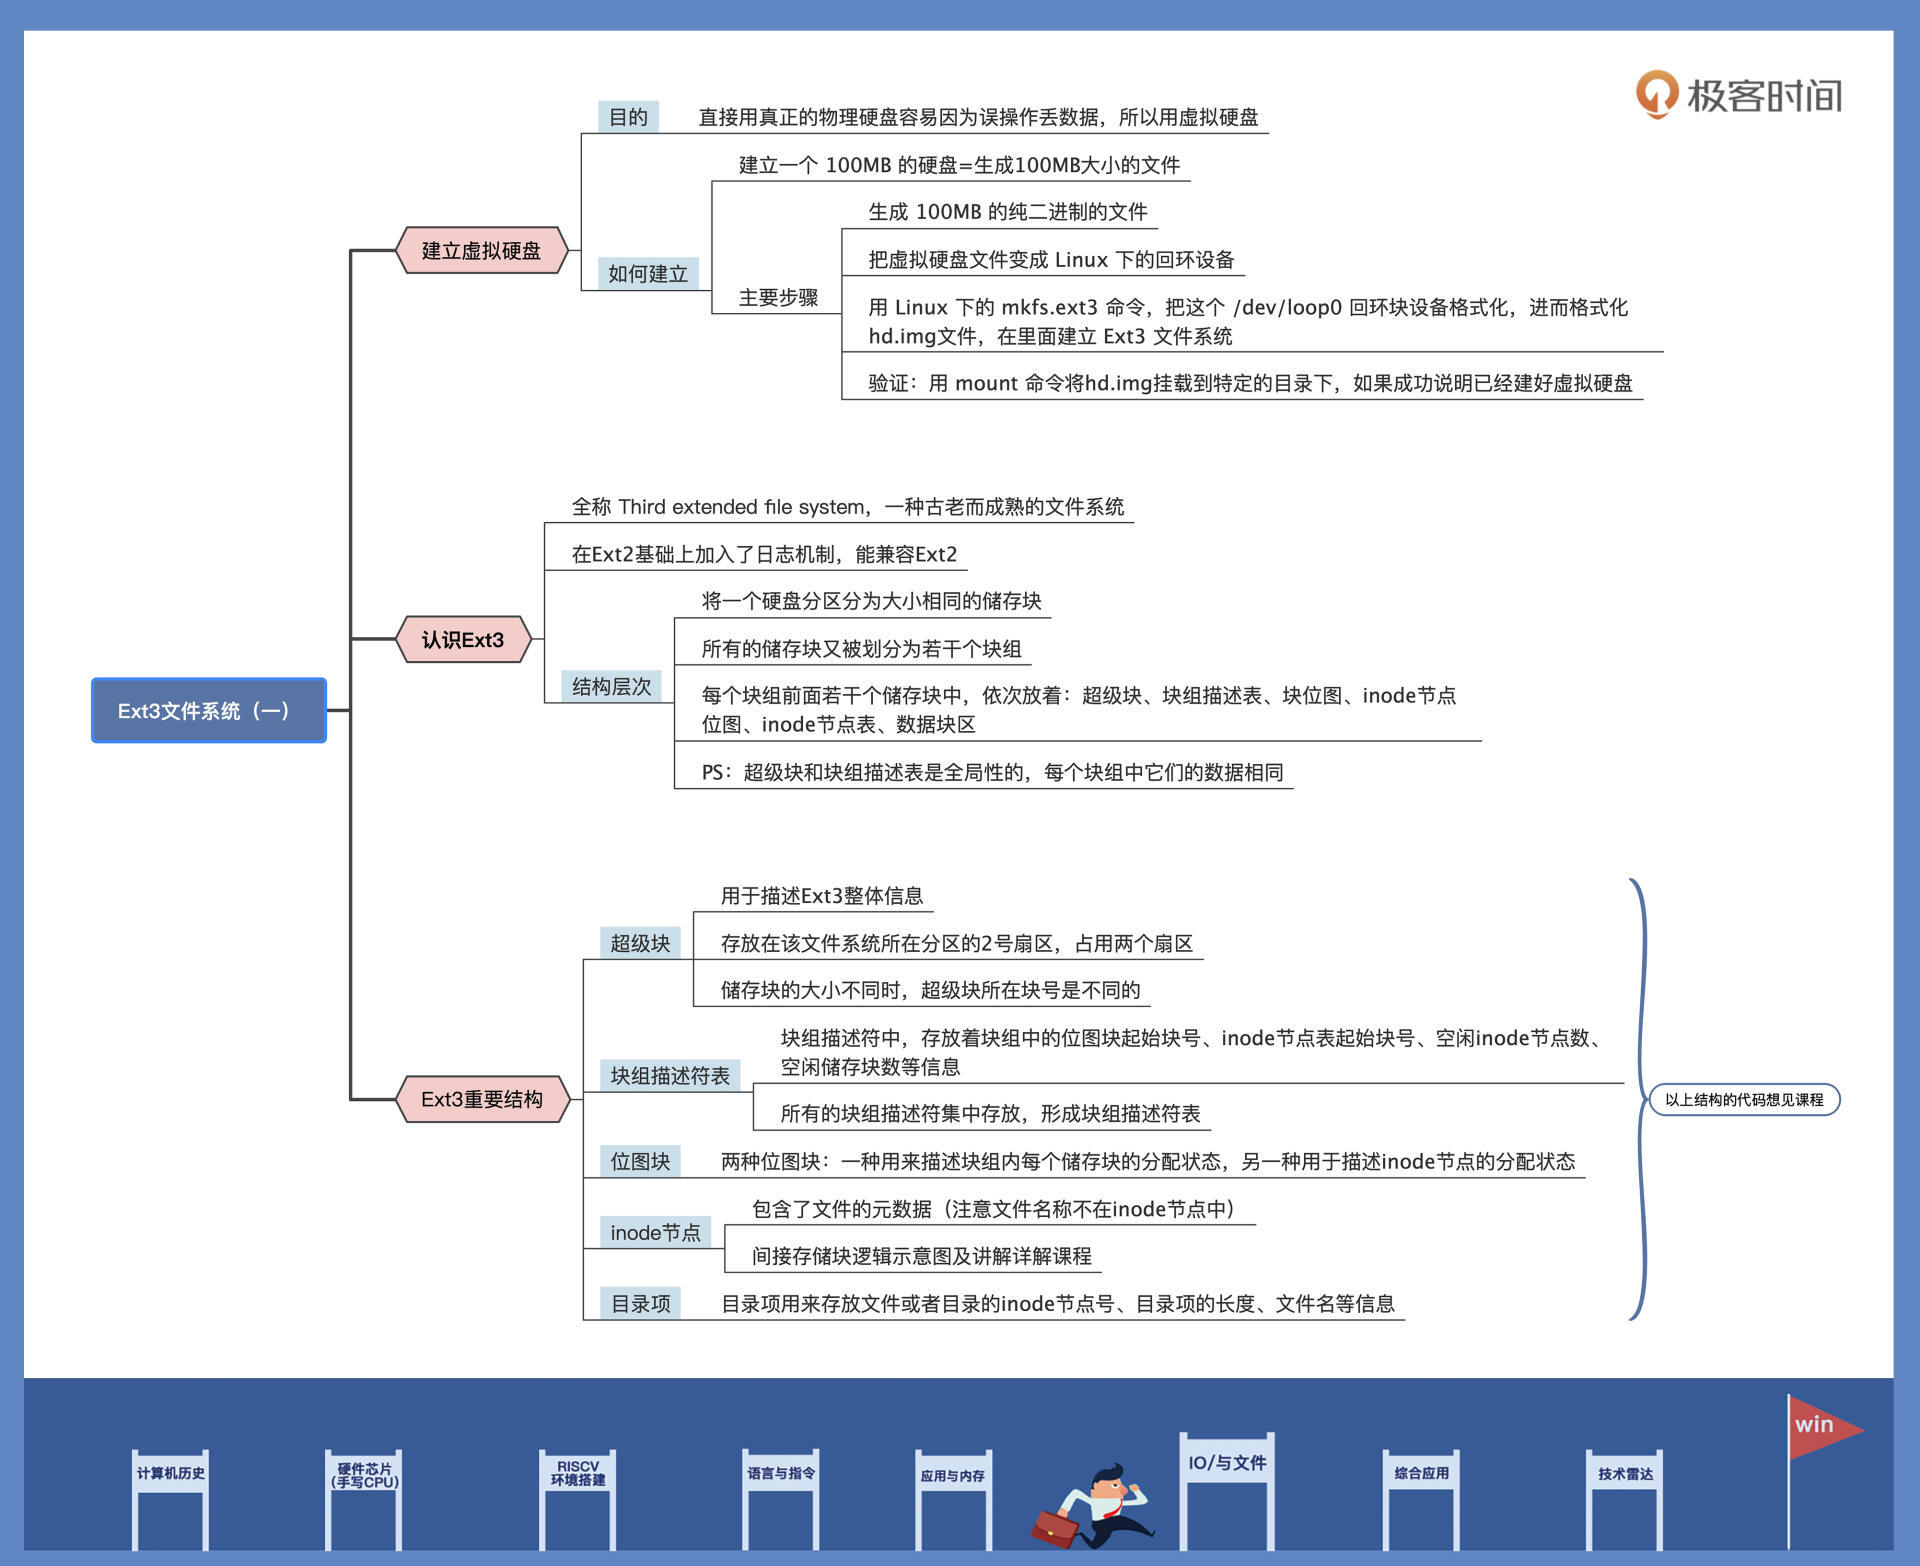 极客时间
Ext3文件系统（一）
建立虚拟硬盘
目的
直接用真正的物理硬盘容易因为误操作丢数据，所以用虚拟硬盘
如何建立
建立一个 100MB 的硬盘=生成100MB大小的文件
主要步骤
生成 100MB 的纯二进制的文件
把虚拟硬盘文件变成 Linux 下的回环设备
用 Linux 下的 mkfs.ext3 命令，把这个 /dev/loop0 回环块设备格式化，进而格式化
hd.img文件，在里面建立 Ext3 文件系统
验证：用 mount 命令将hd.img挂载到特定的目录下，如果成功说明已经建好虚拟硬盘
认识Ext3
全称 Third extended file system，一种古老而成熟的文件系统
在Ext2基础上加入了日志机制，能兼容Ext2
结构层次
将一个硬盘分区分为大小相同的储存块
所有的储存块又被划分为若干个块组
每个块组前面若干个储存块中，依次放着：超级块、块组描述表、块位图、inode节点
位图、inode节点表、数据块区
PS：超级块和块组描述表是全局性的，每个块组中它们的数据相同
Ext3重要结构
超级块
用于描述Ext3整体信息
存放在该文件系统所在分区的2号扇区，占用两个扇区
储存块的大小不同时，超级块所在块号是不同的
块组描述符表
块组描述符中，存放着块组中的位图块起始块号、inode节点表起始块号、空闲inode节点数、
空闲储存块数等信息
所有的块组描述符集中存放，形成块组描述符表
位图块
两种位图块：一种用来描述块组内每个储存块的分配状态，另一种用于描述inode节点的分配状态
inode节点
包含了文件的元数据（注意文件名称不在inode节点中）
间接存储块逻辑示意图及讲解详解课程
目录项
目录项用来存放文件或者目录的inode节点号、目录项的长度、文件名等信息
以上结构的代码想见课程
计算机历史
硬件芯片
（手写CPU）
RISCV
环境搭建
语言与指令
应用与内存
IO/与文件
综合应用
技术雷达
win